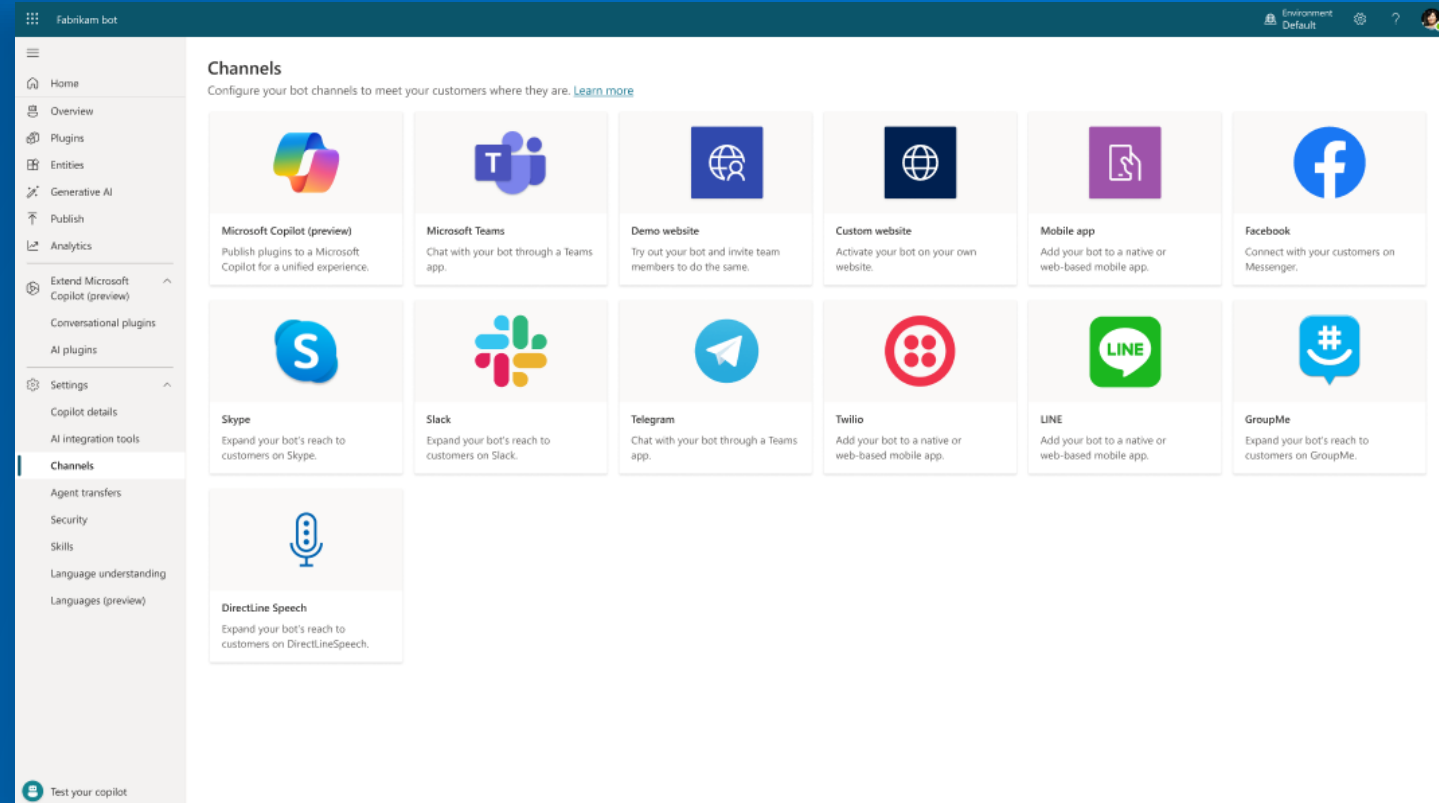 Fabrikam bot
Environment
Default
?
Home
Overview
Plugins
Entities
Generative AI
Publish
Analytics
Extend Microsoft
Copilot (preview)
Conversational plugins
AI plugins
Settings
Copilot details
AI integration tools
Channels
Agent transfers
Security
Skills
Language understanding
Languages (preview)
Test your copilot
Channels
Configure your bot channels to meet your customers where they are. Learn more
Microsoft Copilot (preview)
Publish plugins to a Microsoft
Copilot for a unified experience.
T
Microsoft Teams
Chat with your bot through a Teams
app.
Demo website
Try out your bot and invite team
members to do the same.
Custom website
Activate your bot on your own
website.
Mobile app
Add your bot to a native or
web-based mobile app.
f
Facebook
Connect with your customers on
Messenger.
S
Skype
Expand your bot's reach to
customers on Skype.
Slack
Expand your bot's reach to
customers on Slack.
Telegram
Chat with your bot through a Teams
app.
Twilio
Add your bot to a native or
web-based mobile app.
LINE
LINE
Add your bot to a native or
web-based mobile app.
#
GroupMe
Expand your bot's reach to
customers on GroupMe.
DirectLine Speech
Expand your bot's reach to
customers on DirectLineSpeech.